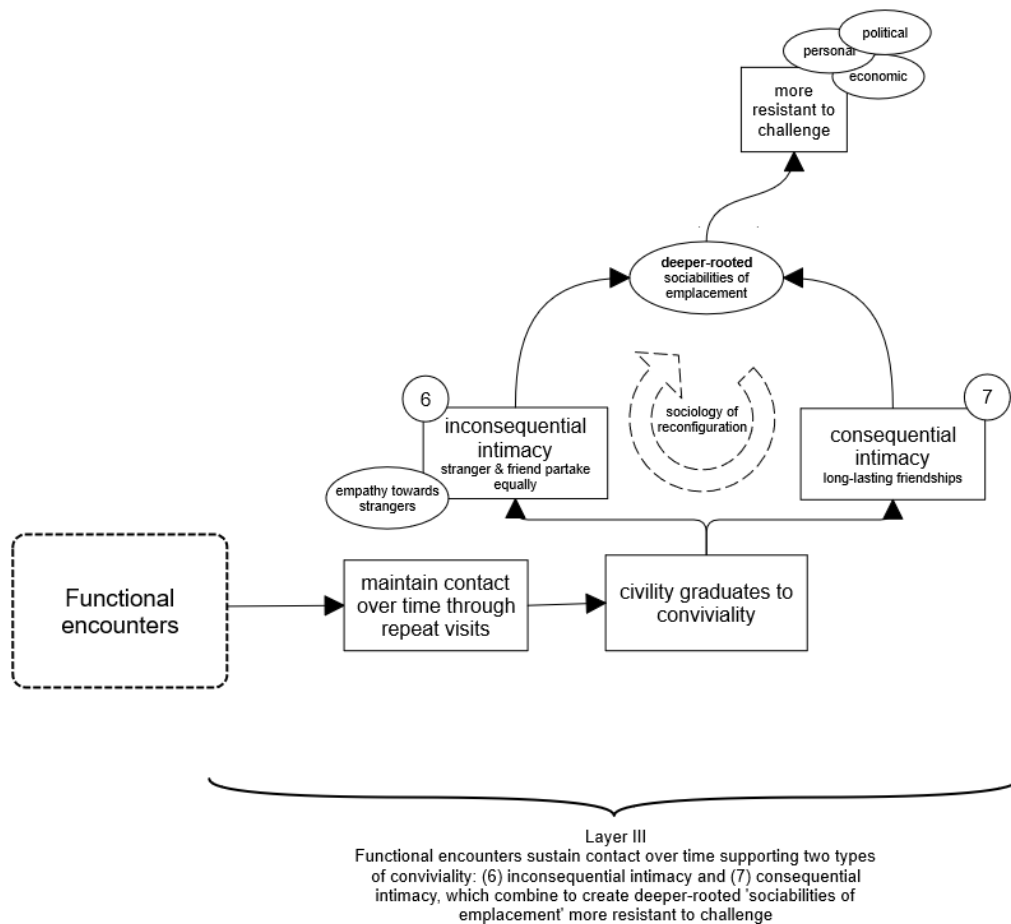 political
personal
economic
more
resistant to
challenge
deeper-rooted
sociabilities of
emplacement
6
7
sociology of
reconfiguration
inconsequential
intimacy
stranger & friend partake
equally
consequential
intimacy
long-lasting friendships
empathy towards
strangers
Functional
encounters
maintain contact
over time through
repeat visits
civility graduates to
conviviality
Layer III
Functional encounters sustain contact over time supporting two types
of conviviality: (6) inconsequential intimacy and (7) consequential
intimacy, which combine to create deeper-rooted 'sociabilities of
emplacement' more resistant to challenge